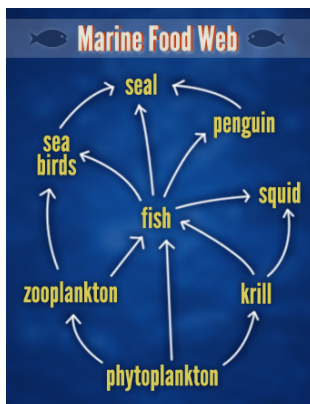 Marine Food Web
seal
penguin
sea
birds
squid
fish
zooplankton
krill
phytoplankton